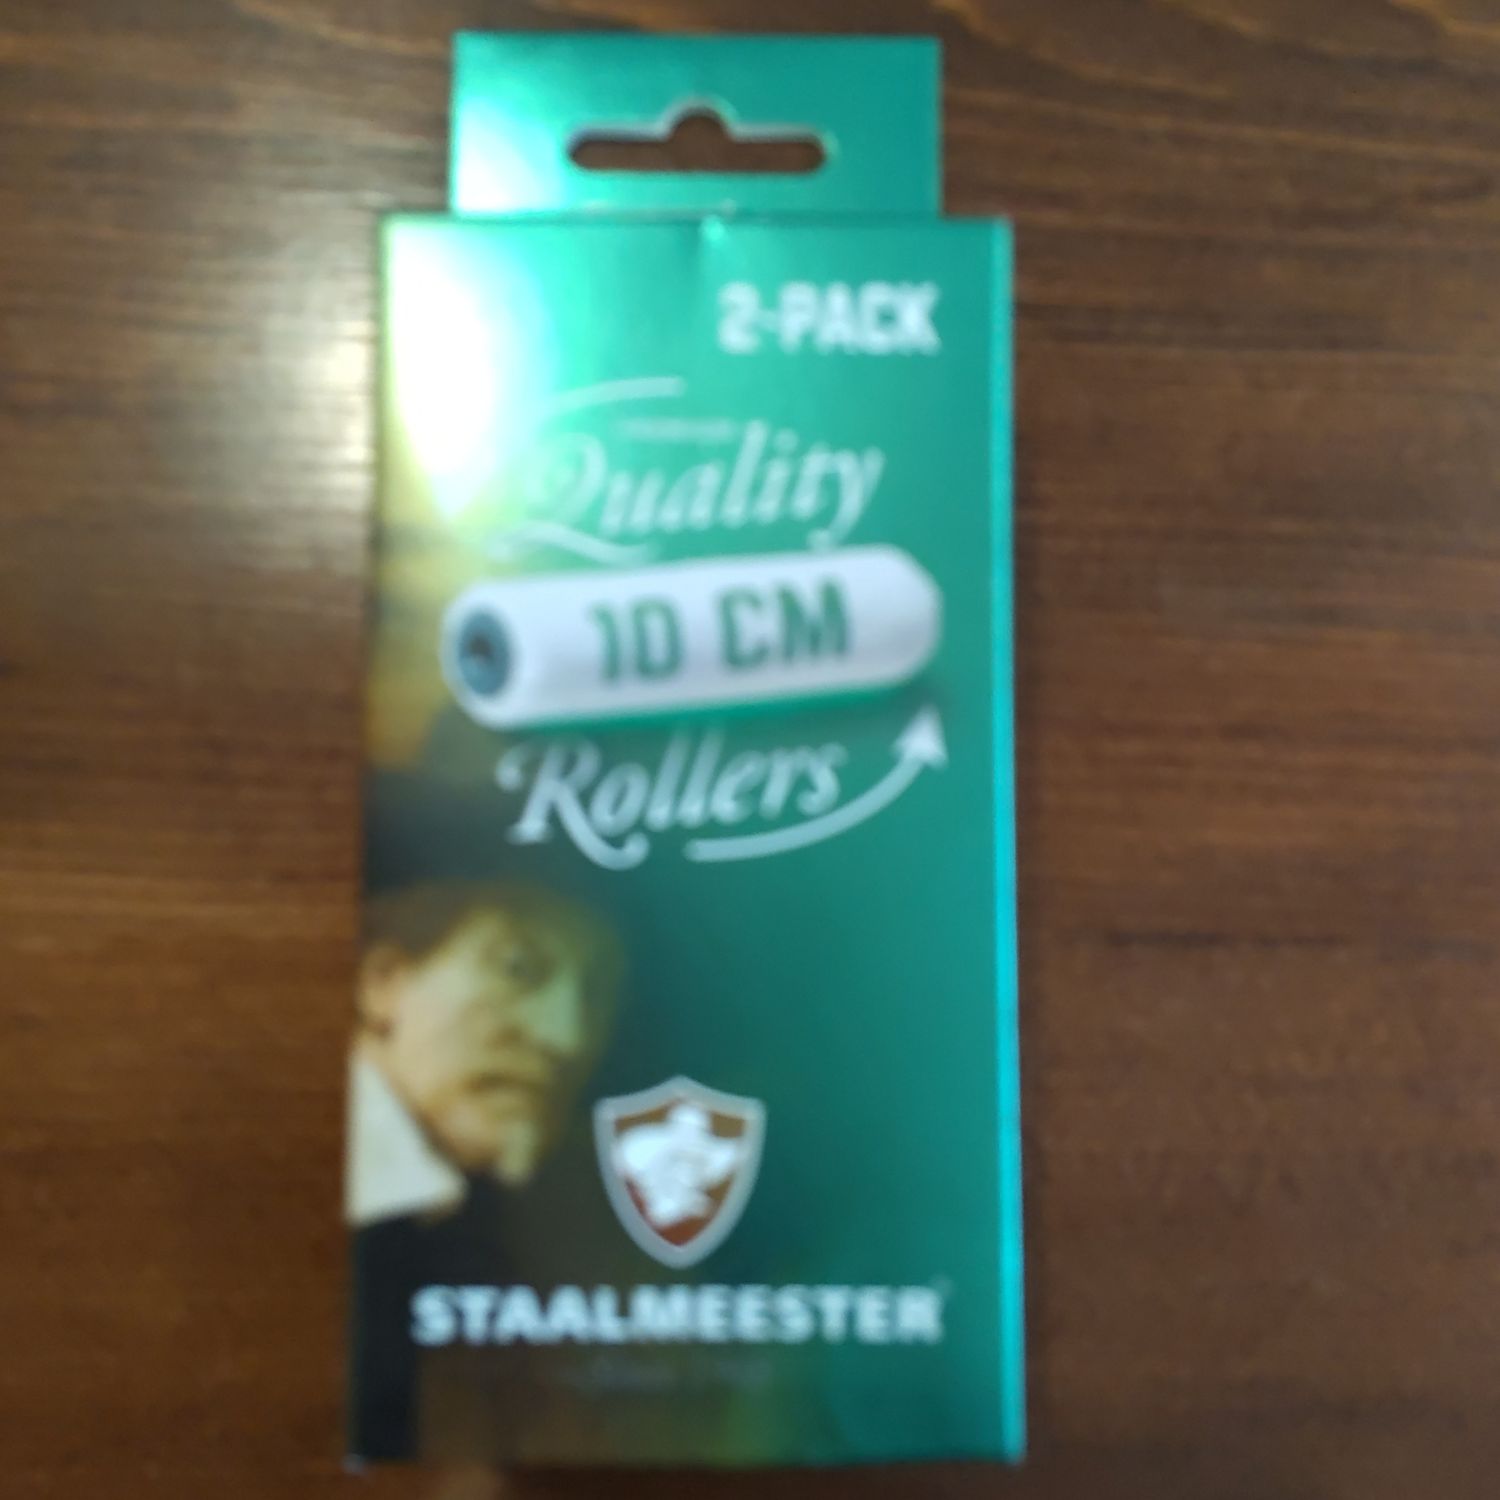 2-PACK
Quality
10 CM
Rollers
STAALMEESTER